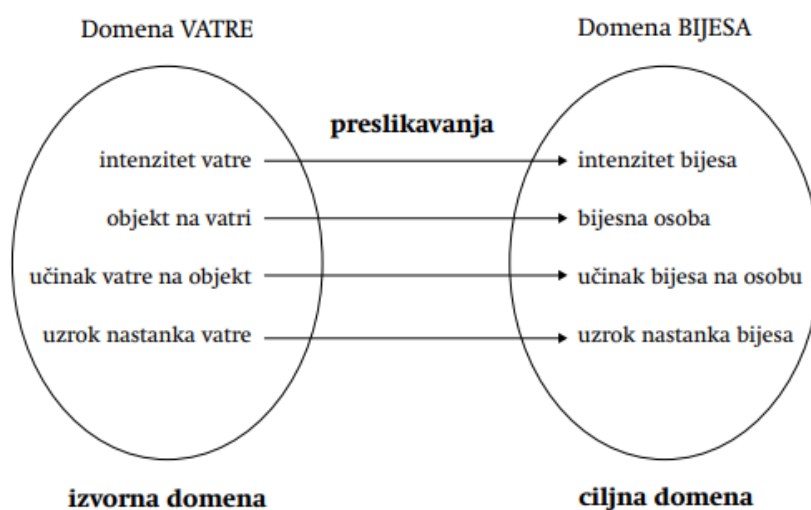 Domena VATRE
Domena BIJESA
preslikavanja
intenzitet vatre
intenzitet bijesa
objekt na vatri
bijesna osoba
učinak vatre na objekt
učinak bijesa na osobu
uzrok nastanka vatre
uzrok nastanka bijesa
izvorna domena
ciljna domena